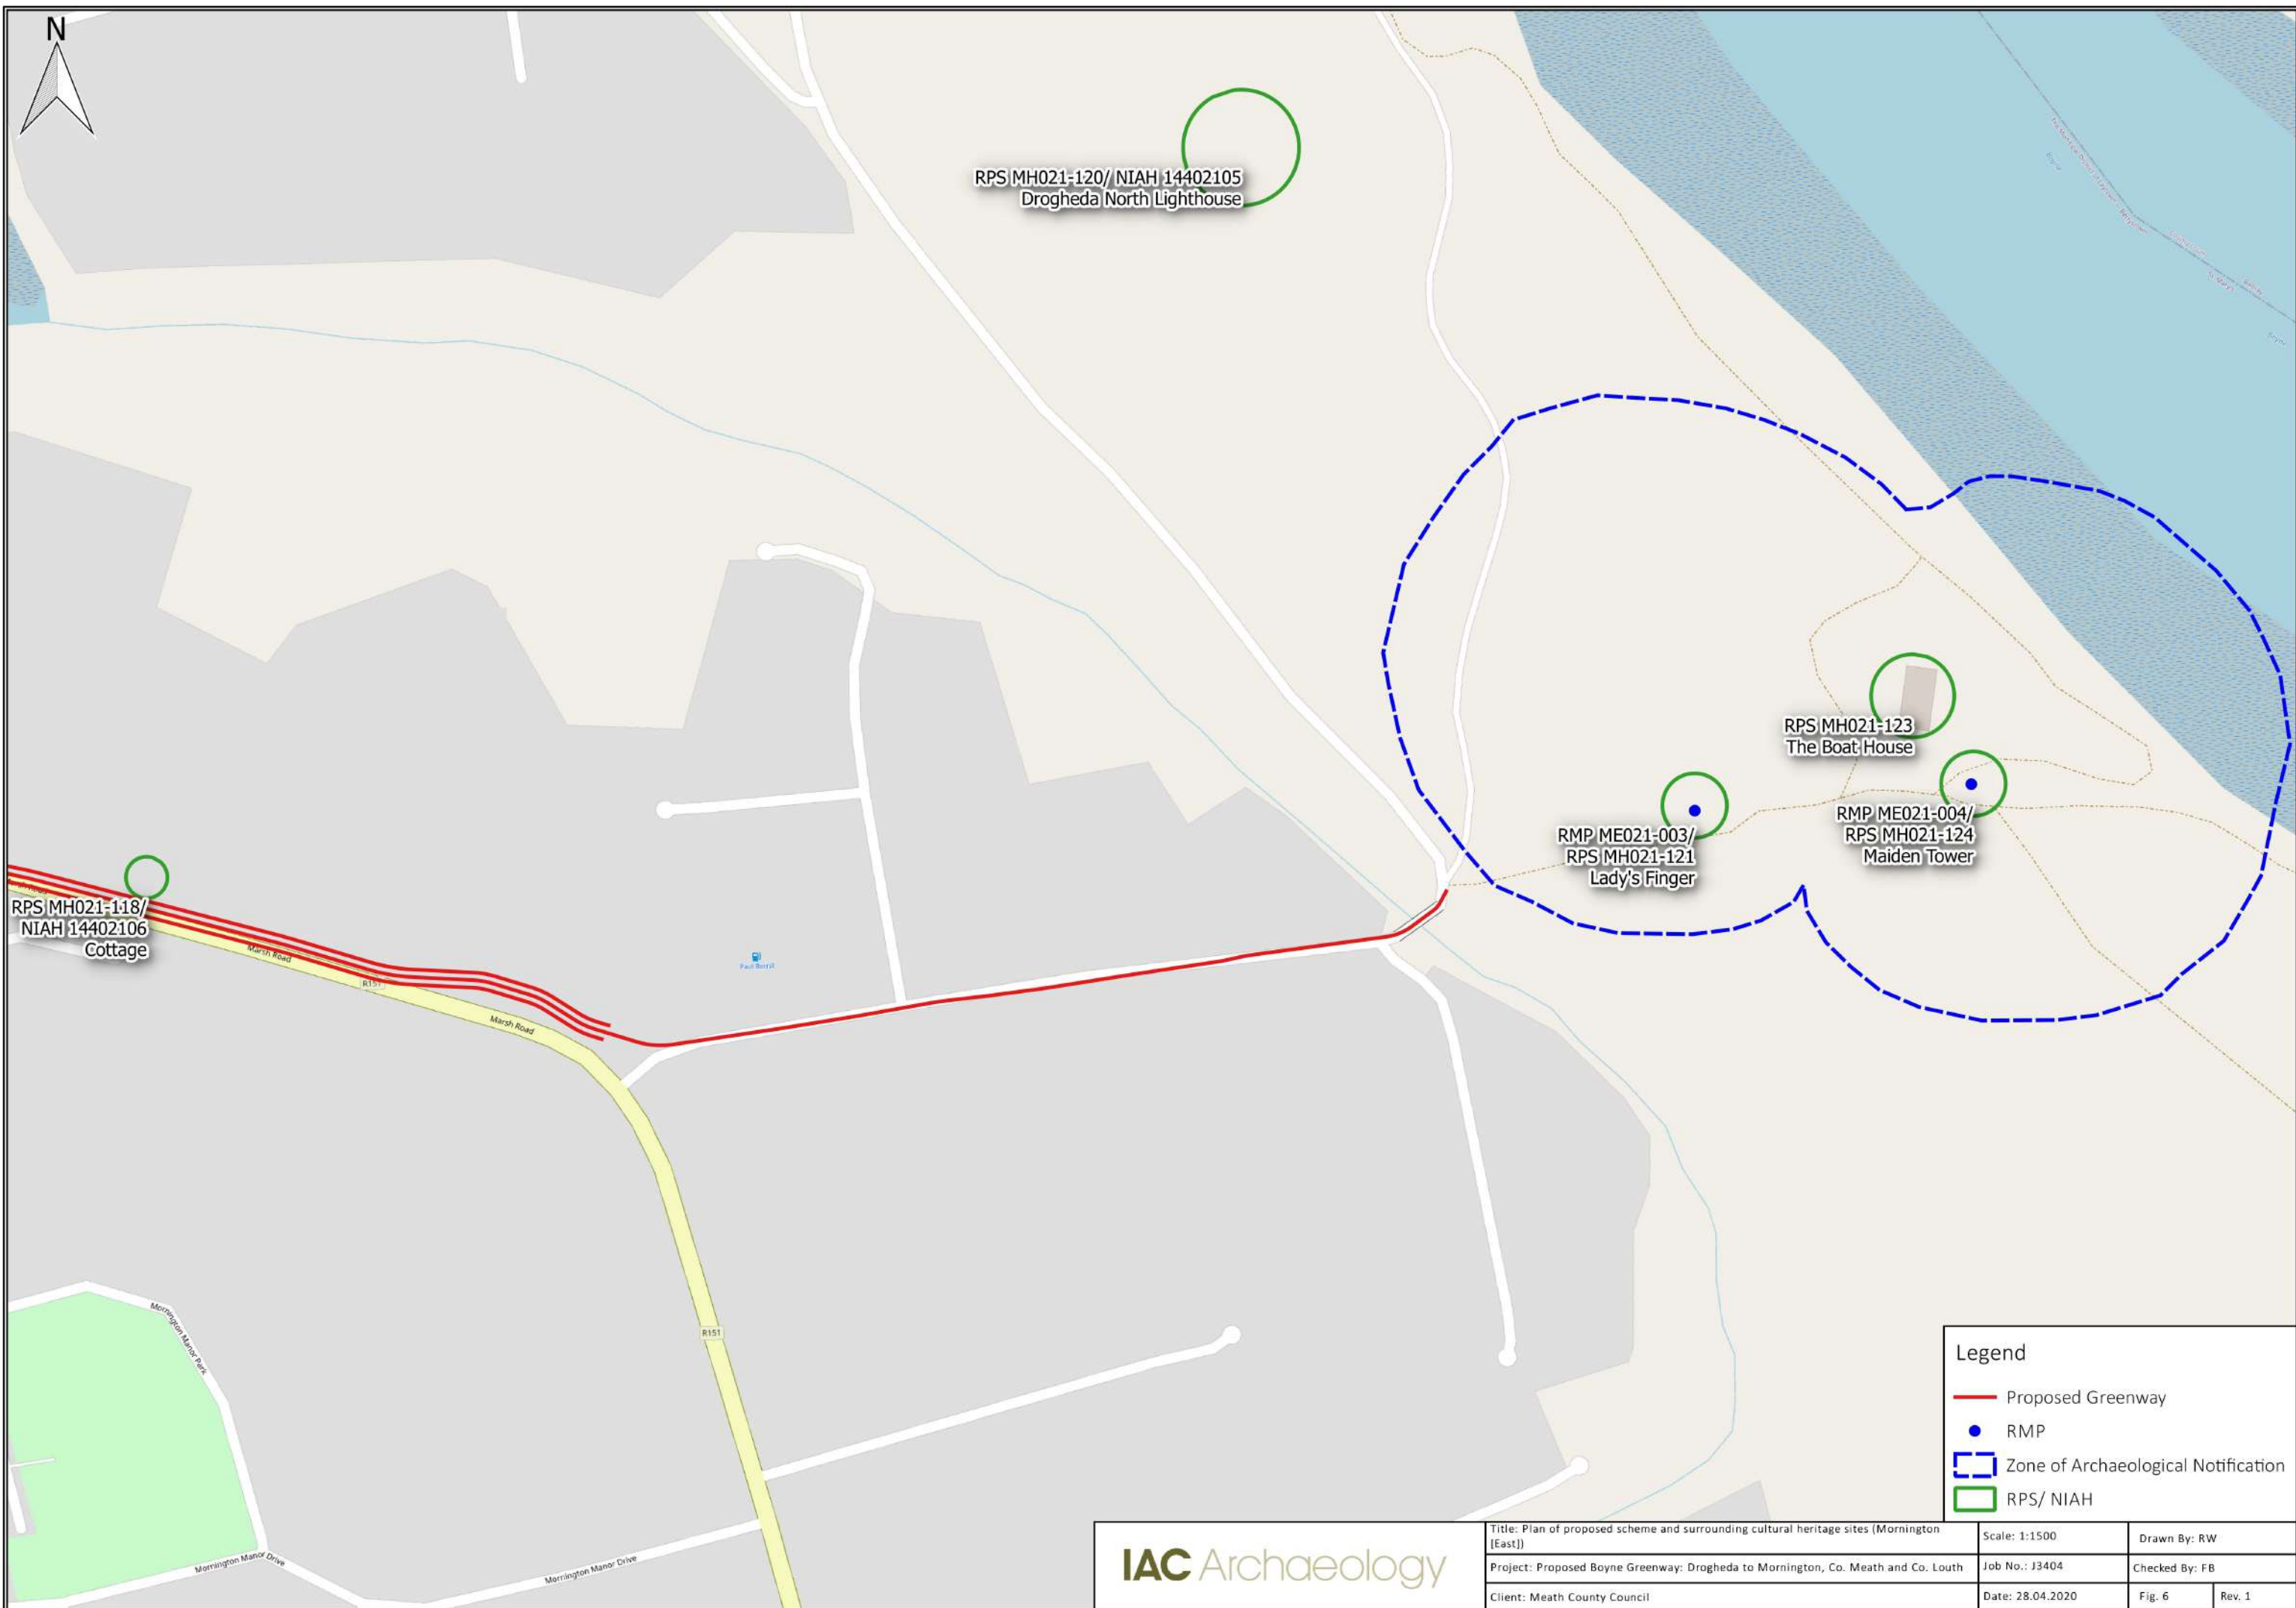 N
RPS MH021-120/ NIAH 14402105
Drogheda North Lighthouse
RPS MH021-123
The Boat House
RMP ME021-003/
RPS MH021-121
Lady's Finger
RMP ME021-004/
RPS MH021-124
Maiden Tower
RPS MH021-118/
NIAH 14402106
Cottage
Marsh Road
R151
Marsh Road
R151
Mornington Manor Park
Mornington Manor Drive
Mornington Manor Drive
Legend
Proposed Greenway
RMP
Zone of Archaeological Notification
RPS/ NIAH
IAC Archaeology
Title: Plan of proposed scheme and surrounding cultural heritage sites (Mornington
[East])
Scale: 1:1500
Drawn By: RW
Project: Proposed Boyne Greenway: Drogheda to Mornington, Co. Meath and Co. Louth
Job No.: J3404
Checked By: FB
Client: Meath County Council
Date: 28.04.2020
Fig. 6
Rev. 1